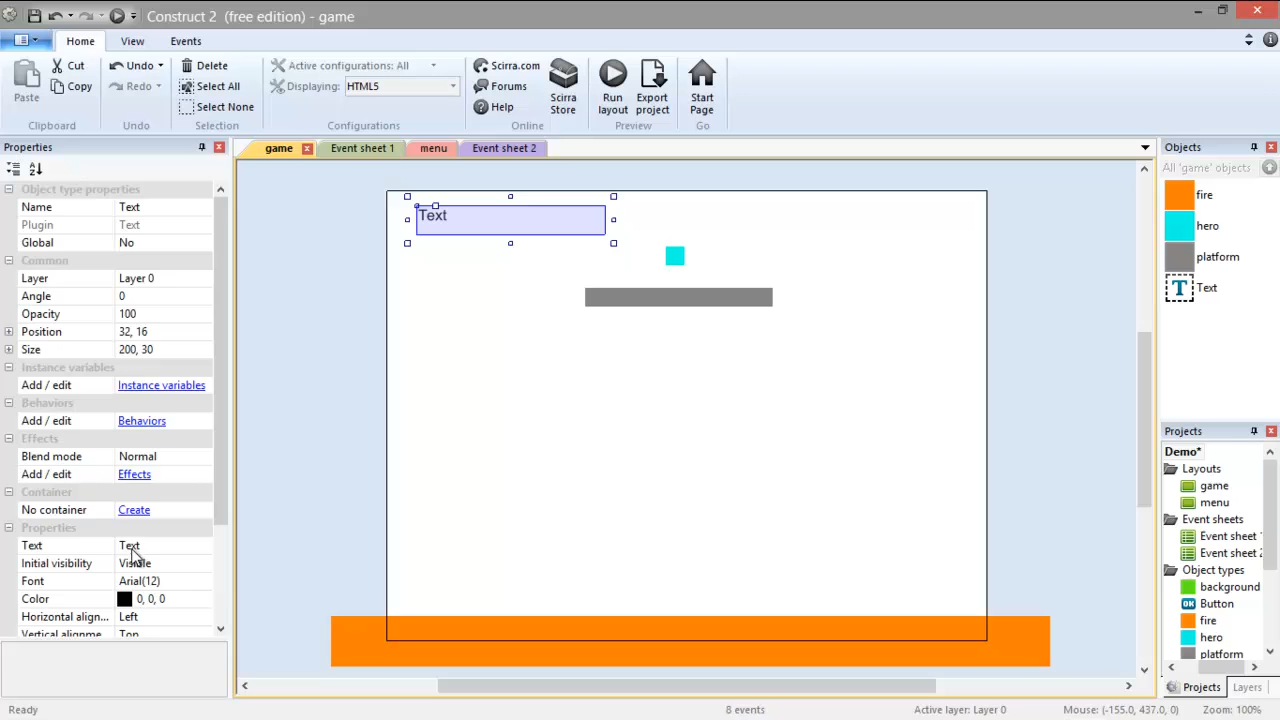 Construct 2 (free edition) - game
Home View Events
Paste
Cut
Copy
Clipboard
Undo
Redo
Undo
Delete
Select All
Select None
Selection
Active configurations: All
Displaying: HTML5
Configurations
Scirra.com
Forums
Help
Scirra
Store
Online
Run
layout
Export
project
Preview
Start
Page
Go
Properties
Object type properties
Name Text
Plugin Text
Global No
Common
Layer Layer 0
Angle 0
Opacity 100
Position 32, 16
Size 200, 30
Instance variables
Add / edit Instance variables
Behaviors
Add / edit Behaviors
Effects
Blend mode Normal
Add / edit Effects
Container
No container Create
Properties
Text Text
Initial visibility Visible
Font Arial(12)
Color 0, 0, 0
Horizontal align... Left
Vertical alignme... Top
game Event sheet 1 menu Event sheet 2
Text
Objects
All 'game' objects
fire
hero
platform
T Text
Projects
Demo*
Layouts
game
menu
Event sheets
Event sheet
Event sheet 2
Object types
background
OK Button
fire
hero
platform
Projects Layers
Ready 8 events Active layer: Layer 0 Mouse: (-155.0, 437.0, 0) Zoom: 100%